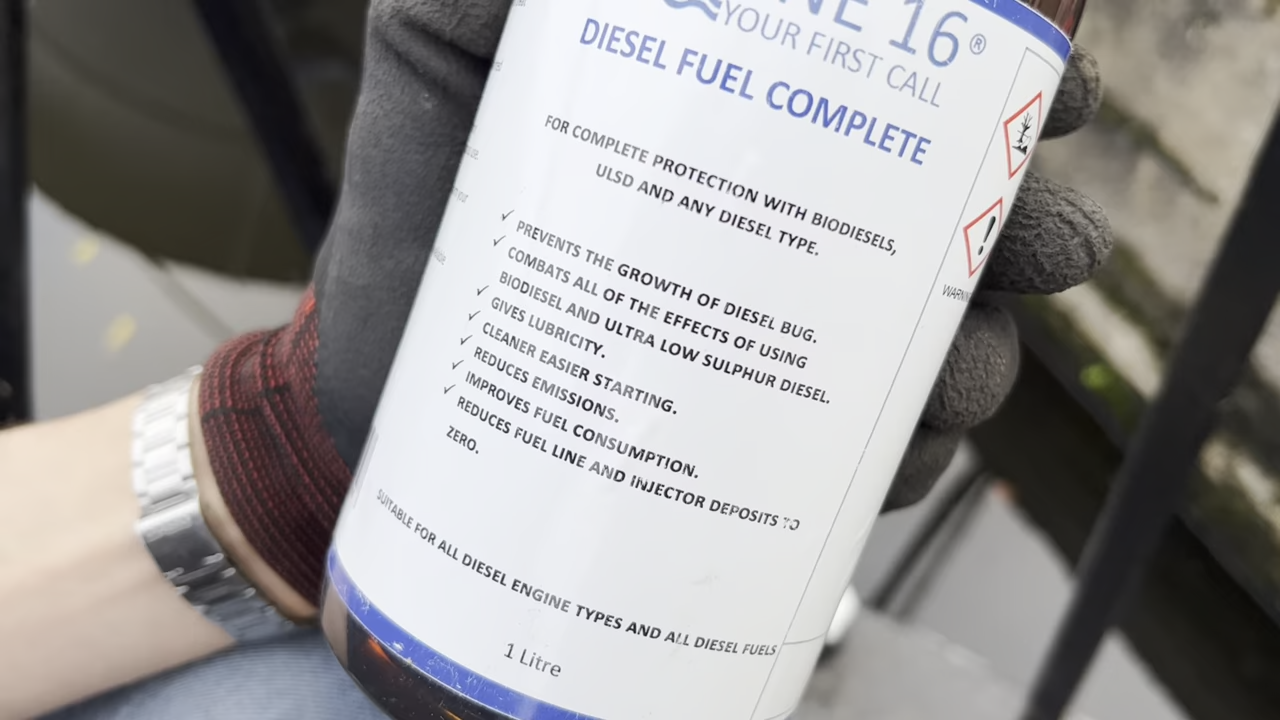 NE 16®
YOUR FIRST CALL
DIESEL FUEL COMPLETE
FOR COMPLETE PROTECTION WITH BIODIESELS,
ULSD AND ANY DIESEL TYPE.
✓ PREVENTS THE GROWTH OF DIESEL BUG.
✓ COMBATS ALL OF THE EFFECTS OF USING
BIODIESEL AND ULTRA LOW SULPHUR DIESEL.
✓ GIVES LUBRICITY.
✓ CLEANER EASIER STARTING.
✓ REDUCES EMISSIONS.
✓ IMPROVES FUEL CONSUMPTION.
✓ REDUCES FUEL LINE AND INJECTOR DEPOSITS TO
ZERO.
SUITABLE FOR ALL DIESEL ENGINE TYPES AND ALL DIESEL FUELS
1 Litre